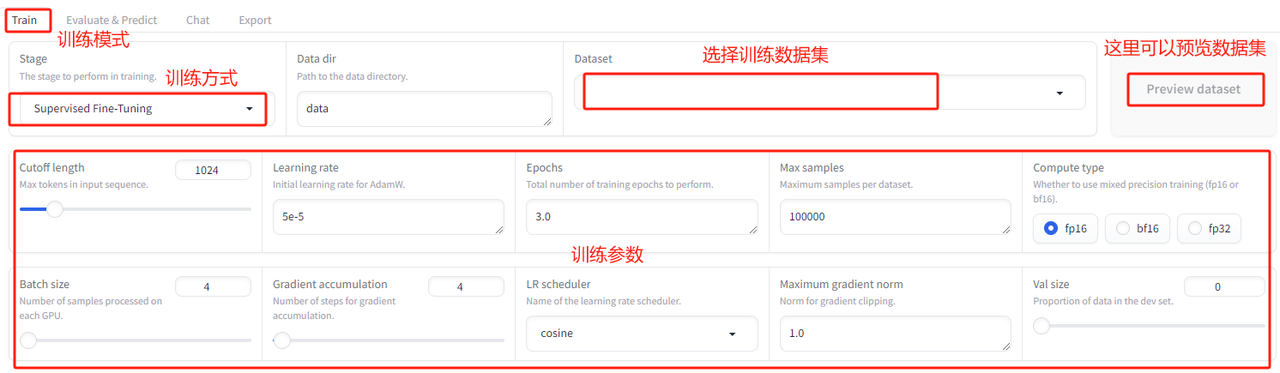 Train
Evaluate & Predict
Chat
Export
训练模式
Stage
The stage to perform in training.
训练方式
Supervised Fine-Tuning
Data dir
Path to the data directory.
data
Dataset
选择训练数据集
这里可以预览数据集
Preview dataset
Cutoff length
1024
Max tokens in input sequence.
Learning rate
Initial learning rate for AdamW.
5e-5
Epochs
Total number of training epochs to perform.
3.0
Max samples
Maximum samples per dataset.
100000
Compute type
Whether to use mixed precision training (fp16 or
bf16).
fp16
bf16
fp32
训练参数
Batch size
4
Number of samples processed on
each GPU.
Gradient accumulation
4
Number of steps for gradient
accumulation.
LR scheduler
Name of the learning rate scheduler.
cosine
Maximum gradient norm
Norm for gradient clipping.
1.0
Val size
0
Proportion of data in the dev set.